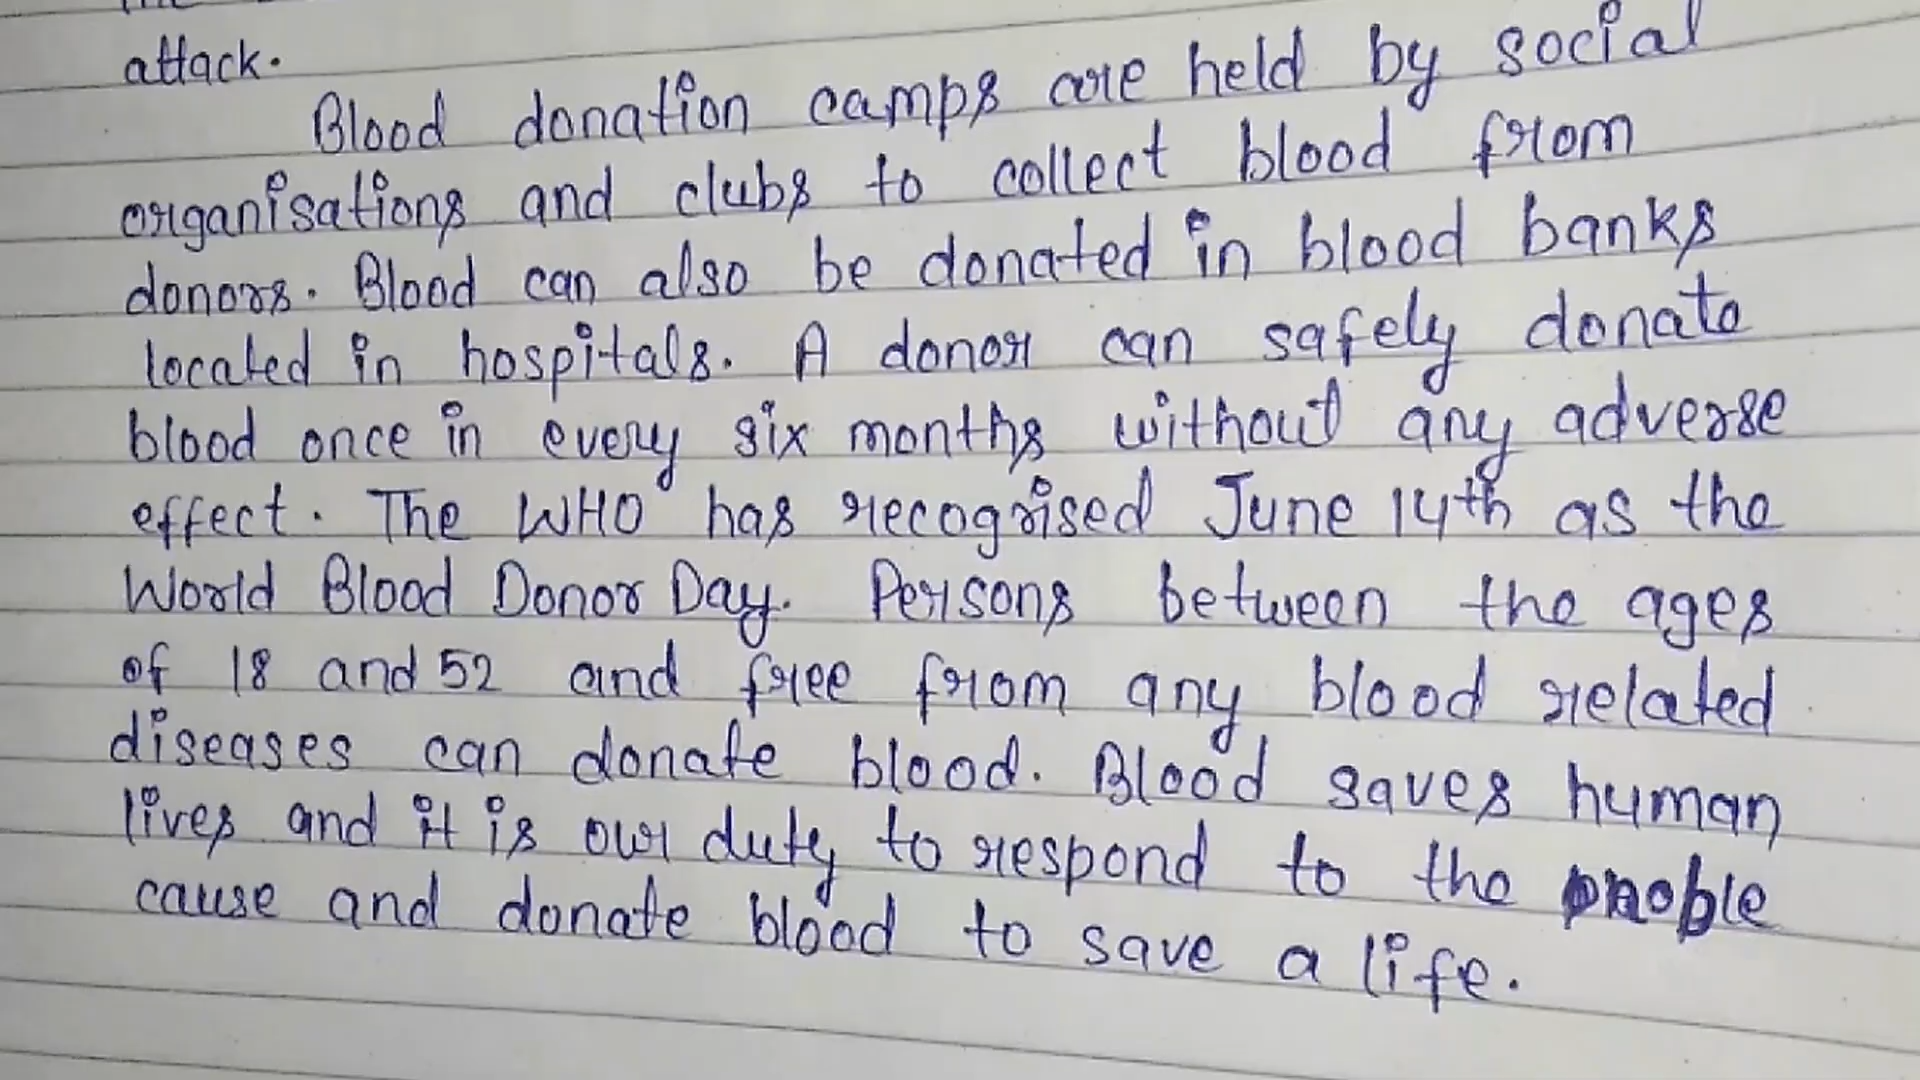 attack.
Blood donation camps are held by social
organisations and clubs to collect blood from
donors. Blood can also be donated in blood banks
located in hospitals. A donor can safely donate
blood once in every six months without any adverse
effect. The WHO has recognised June 14th as the
World Blood Donor Day. Persons between the ages
of 18 and 52 and free from any blood related
diseases can donate blood. Blood saves human
lives and it is our duty to respond to the noble
cause and donate blood to save a life.